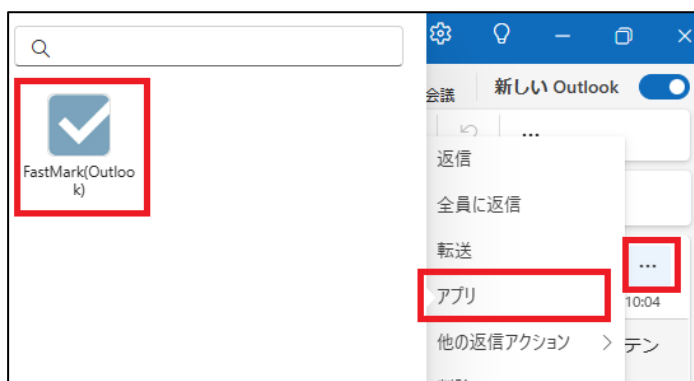 FastMark(Outloo
k)
会議
新しい Outlook
...
返信
全員に返信
転送
...
アプリ
10:04
他の返信アクション
テン